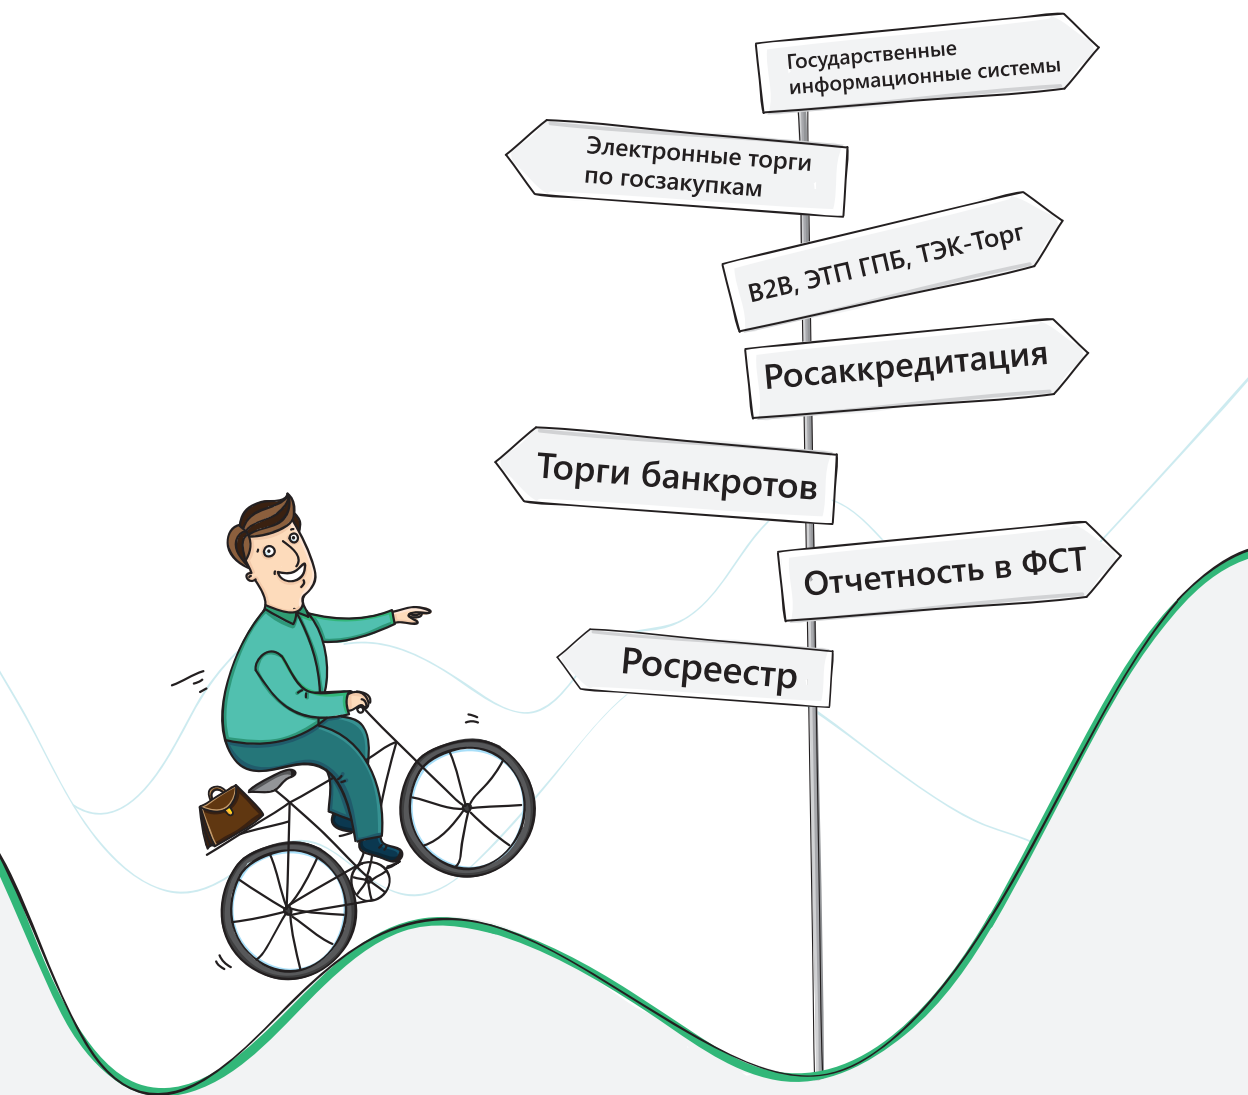 Государственные
информационные системы
Электронные торги
по госзакупкам
B2B, ЭТП ГПБ, ТЭК-Торг
Росаккредитация
Торги банкротов
Отчетность в ФСТ
Росреестр